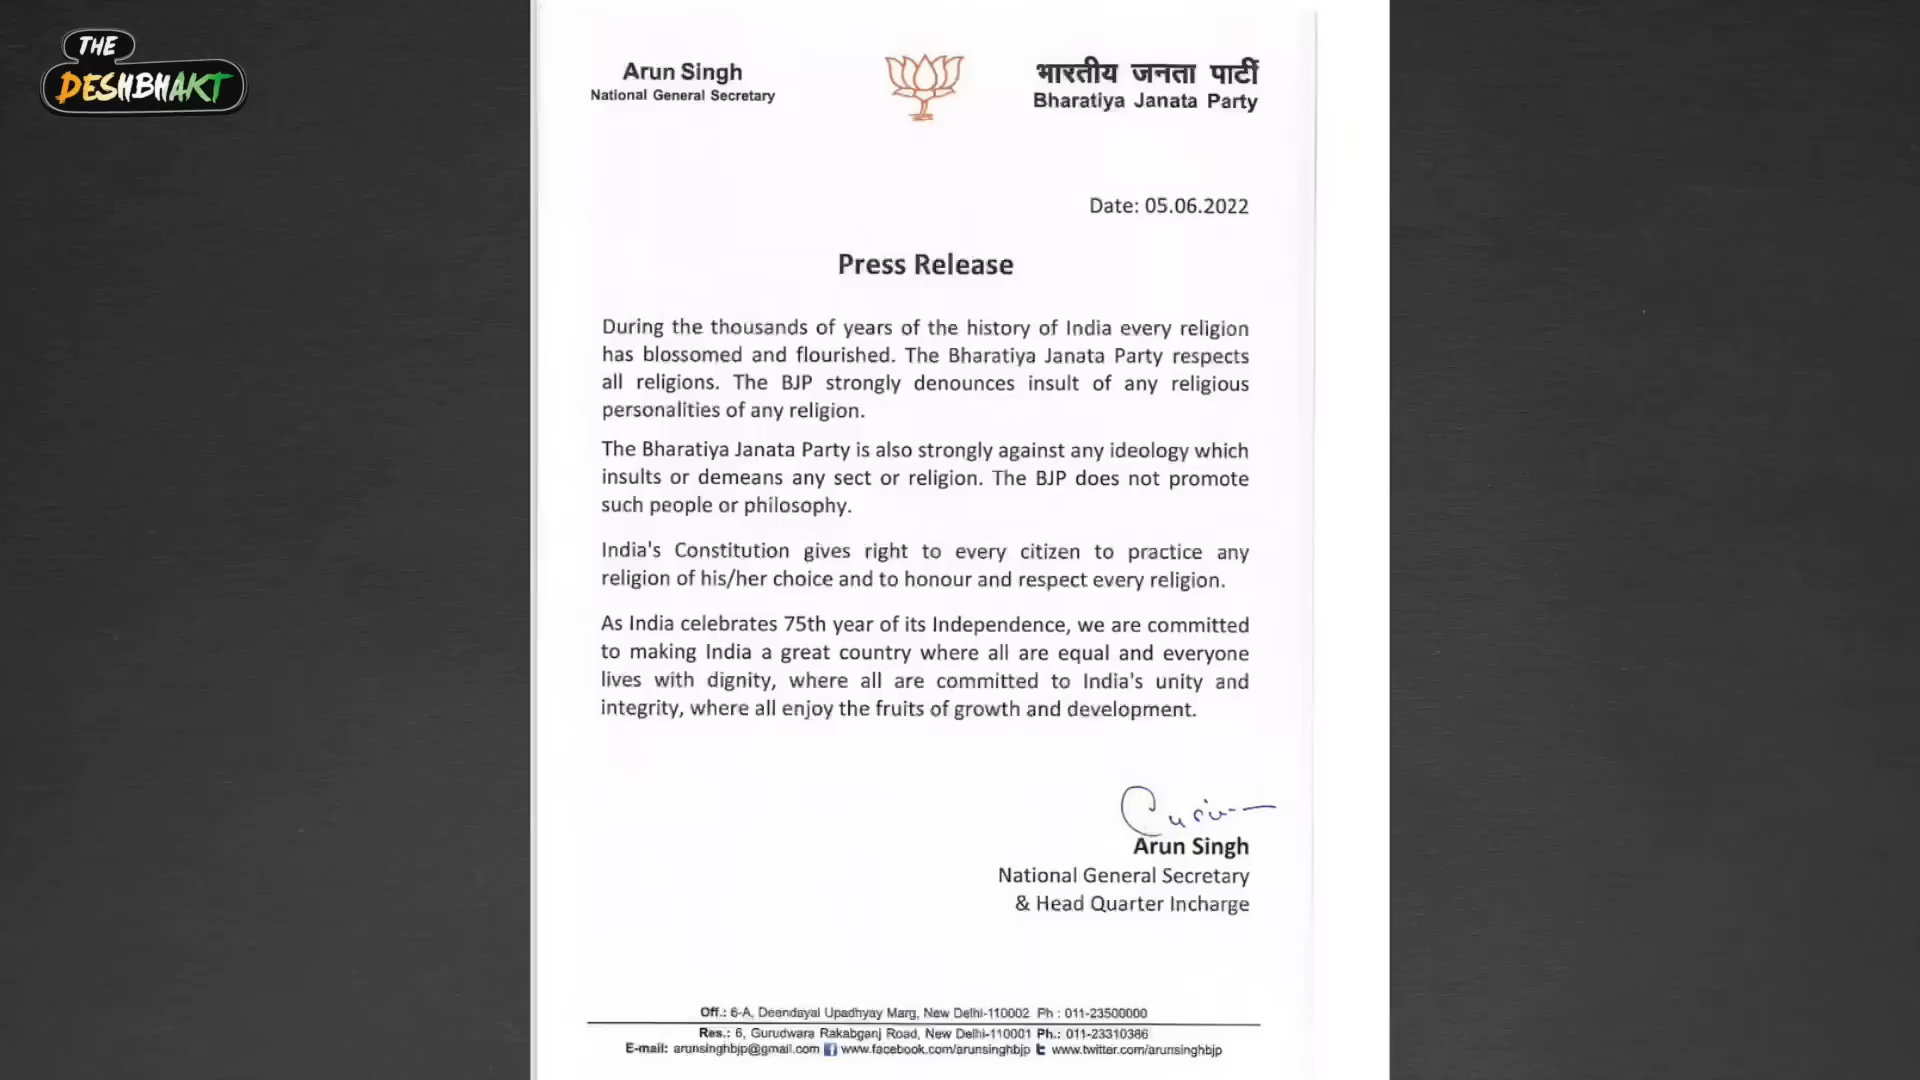 THE
DESHBHAKT
Arun Singh
National General Secretary
भारतीय जनता पार्टी
Bharatiya Janata Party
Date: 05.06.2022
Press Release
During the thousands of years of the history of India every religion
has blossomed and flourished. The Bharatiya Janata Party respects
all religions. The BJP strongly denounces insult of any religious
personalities of any religion.
The Bharatiya Janata Party is also strongly against any ideology which
insults or demeans any sect or religion. The BJP does not promote
such people or philosophy.
India's Constitution gives right to every citizen to practice any
religion of his/her choice and to honour and respect every religion.
As India celebrates 75th year of its Independence, we are committed
to making India a great country where all are equal and everyone
lives with dignity, where all are committed to India's unity and
integrity, where all enjoy the fruits of growth and development.
Arun Singh
National General Secretary
& Head Quarter Incharge
Off.: 6-A, Deendayal Upadhyay Marg, New Delhi-110002 Ph : 011-23500000
Res.: 6, Gurudwara Rakabganj Road, New Delhi-110001 Ph.: 011-23310386
E-mail: arunsinghbjp@gmail.com www.facebook.com/arunsinghbjp www.twitter.com/arunsinghbjp